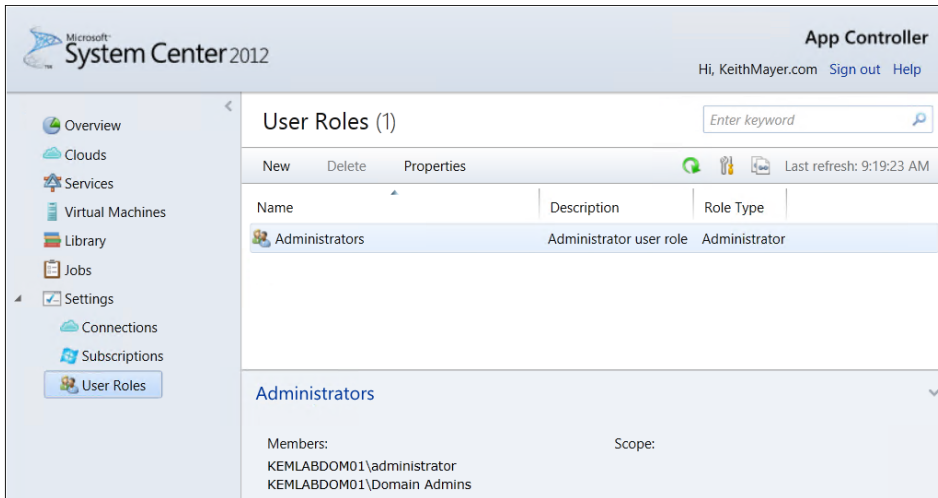 Microsoft
System Center 2012
App Controller
Hi, KeithMayer.com Sign out Help
Overview
Clouds
Services
Virtual Machines
Library
Jobs
Settings
Connections
Subscriptions
User Roles
User Roles (1)
Enter keyword
New Delete Properties Last refresh: 9:19:23 AM
Name Description Role Type
Administrators Administrator user role Administrator
Administrators
Members: Scope:
KEMLABDOM01\administrator
KEMLABDOM01\Domain Admins